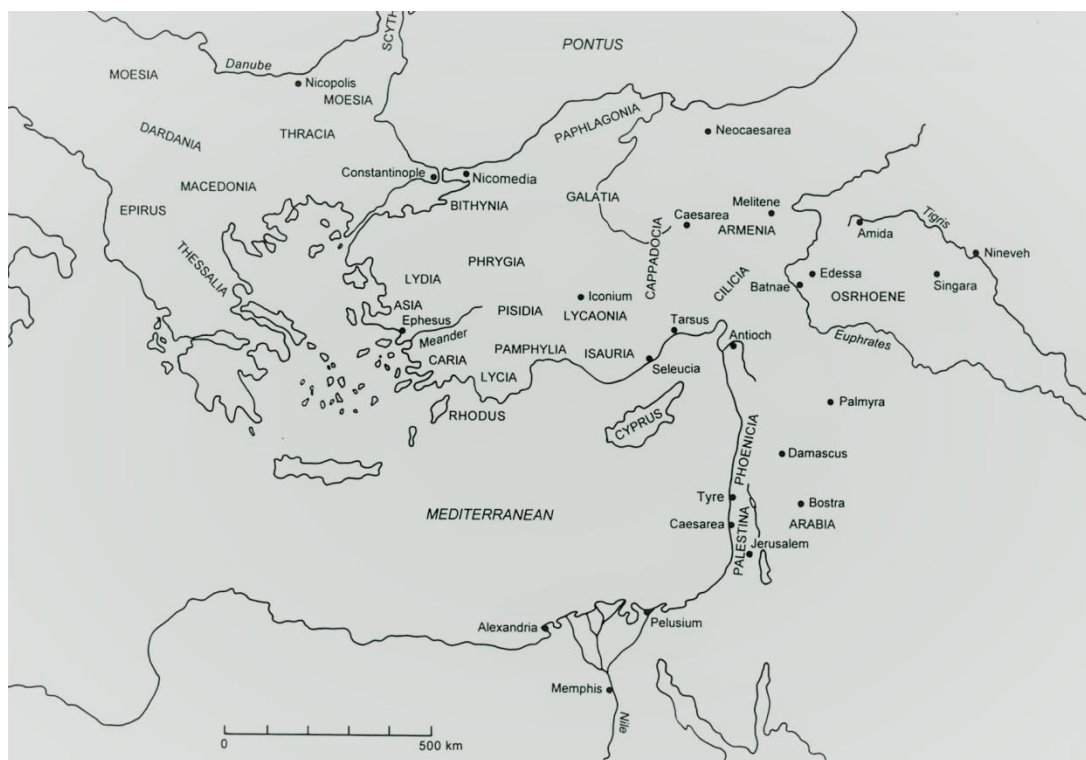 SCYTH
PONTUS
Danube
MOESIA
Nicopolis
MOESIA
PAPHLAGONIA
DARDANIA
THRACIA
Neocaesarea
Constantinople
Nicomedia
MACEDONIA
BITHYNIA
GALATIA
Melitene
EPIRUS
Caesarea
ARMENIA
Amida
Tigris
Nineveh
THESSALIA
PHRYGIA
CAPPADOCIA
CILICIA
Edessa
LYDIA
Batnae
OSRHOENE
Singara
ASIA
Iconium
Ephesus
PISIDIA
LYCAONIA
Tarsus
Meander
Euphrates
Antioch
CARIA
PAMPHYLIA
ISAURIA
LYCIA
Seleucia
RHODUS
CYPRUS
Palmyra
PHOENICIA
Damascus
Tyre
Bostra
MEDITERRANEAN
Caesarea
ARABIA
PALESTINA
Jerusalem
Alexandria
Pelusium
Memphis
Nile
0
500 km